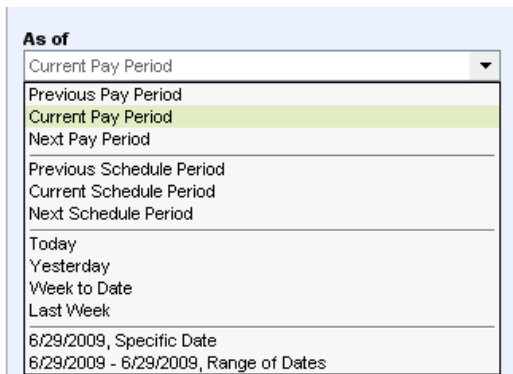 As of
Current Pay Period
Previous Pay Period
Current Pay Period
Next Pay Period
Previous Schedule Period
Current Schedule Period
Next Schedule Period
Today
Yesterday
Week to Date
Last Week
6/29/2009, Specific Date
6/29/2009 - 6/29/2009, Range of Dates